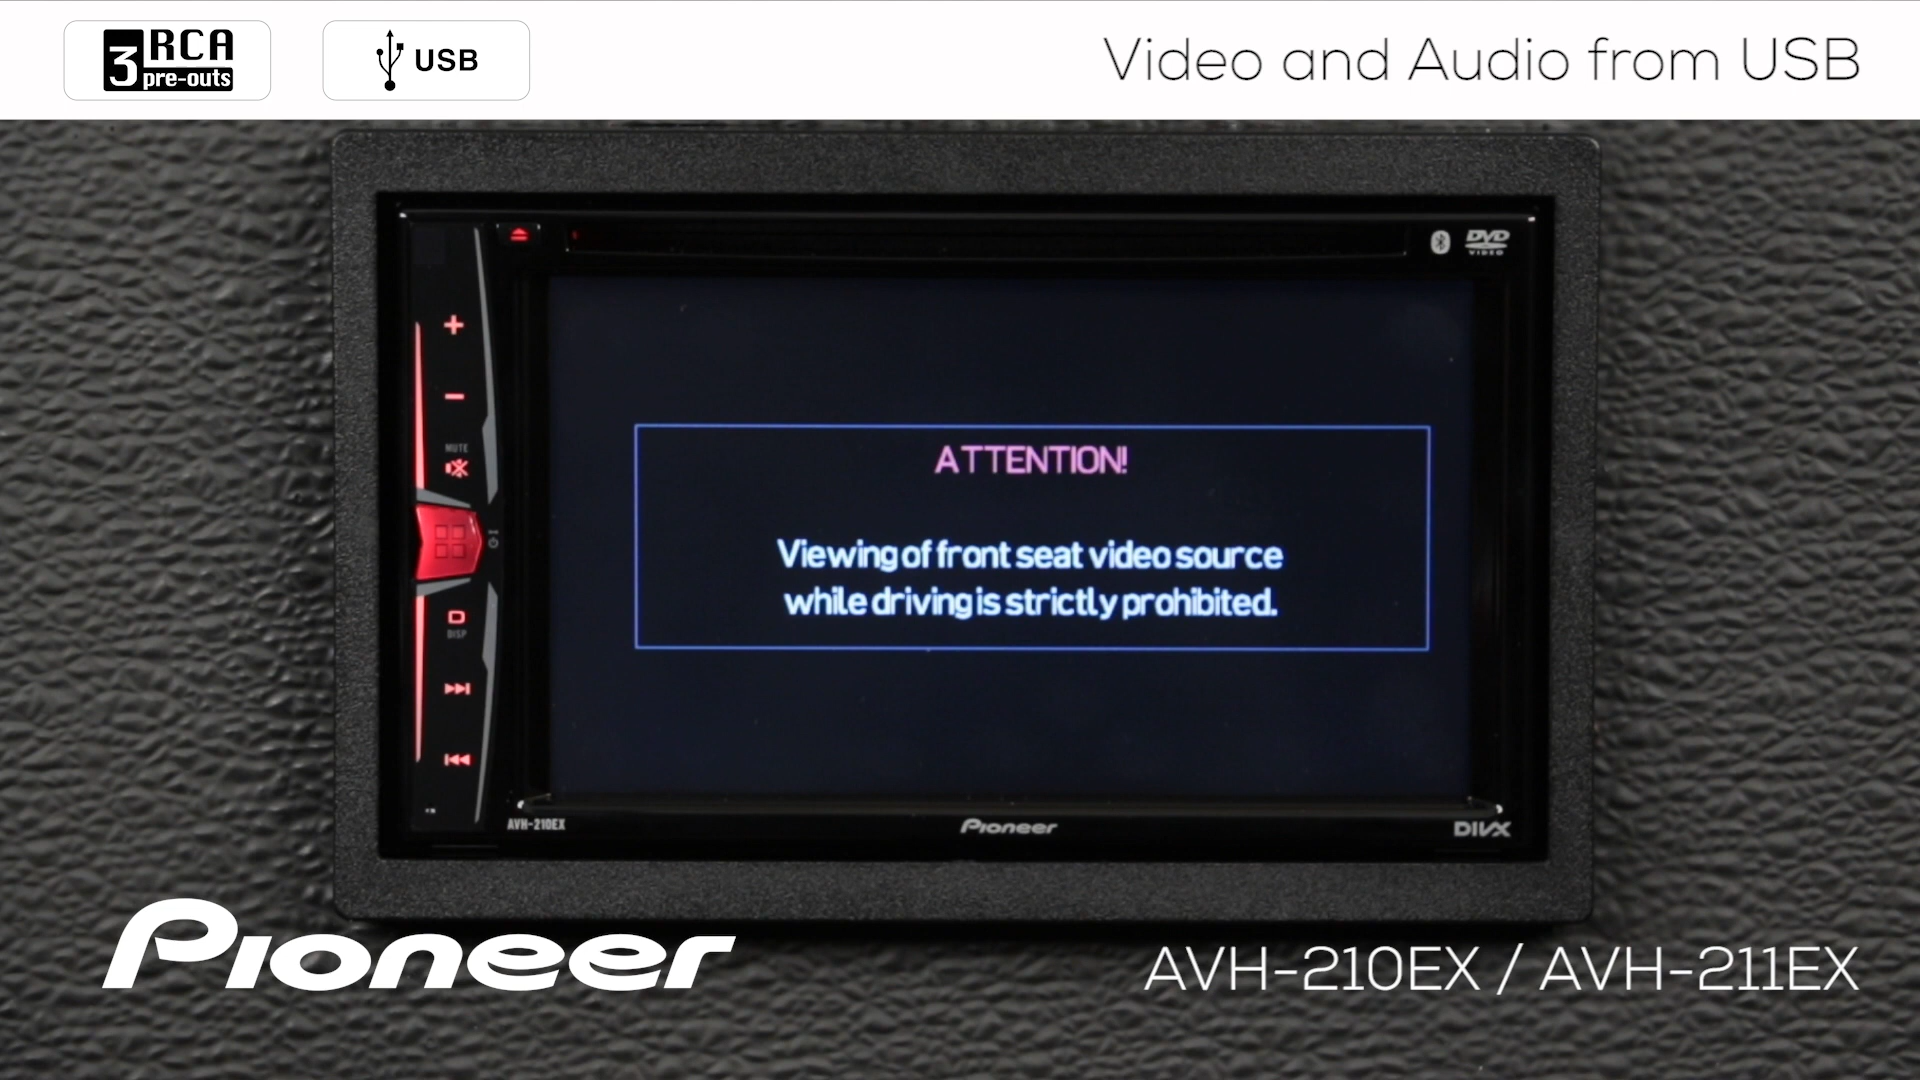 3 RCA
pre-outs
USB
Video and Audio from USB
DVD
VIDEO
MUTE
ATTENTION!
Viewing of front seat video source
while driving is strictly prohibited.
DISP
AVH-210EX
Pioneer
DIVX
Pioneer
AVH-210EX / AVH-211EX